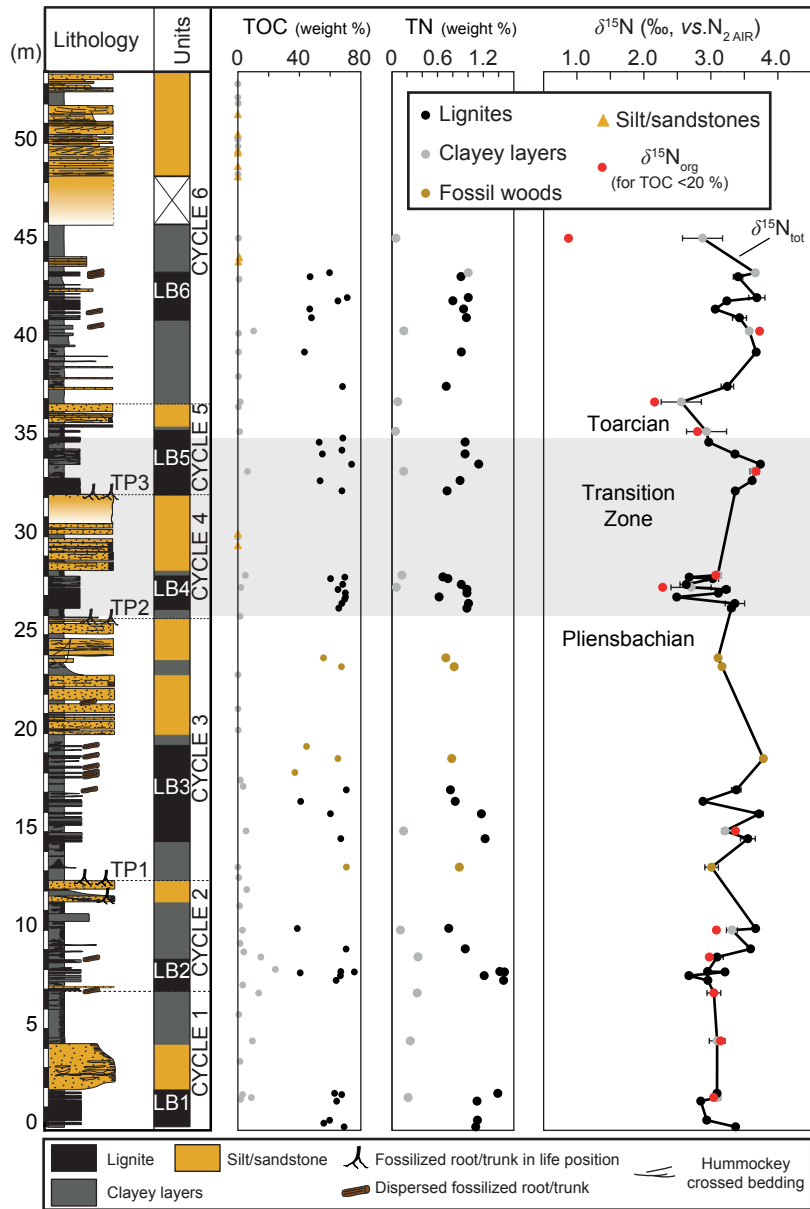 (m)
Lithology
Units
TOC (weight %)
0 40 80
TN (weight %)
0.6 1.2
δ¹⁵N (‰, vs.N₂ AIR)
1.0 2.0 3.0 4.0
Lignites
Clayey layers
Fossil woods
Silt/sandstones
δ¹⁵Norg
(for TOC <20 %)
δ¹⁵Ntot
50
45
40
35
30
25
20
15
10
5
0
CYCLE 6
CYCLE 5
CYCLE 4
CYCLE 3
CYCLE 2
CYCLE 1
LB6
LB5
LB4
LB3
LB2
LB1
TP3
TP2
TP1
Toarcian
Transition
Zone
Pliensbachian
Lignite
Silt/sandstone
Fossilized root/trunk in life position
Hummockey
crossed bedding
Clayey layers
Dispersed fossilized root/trunk